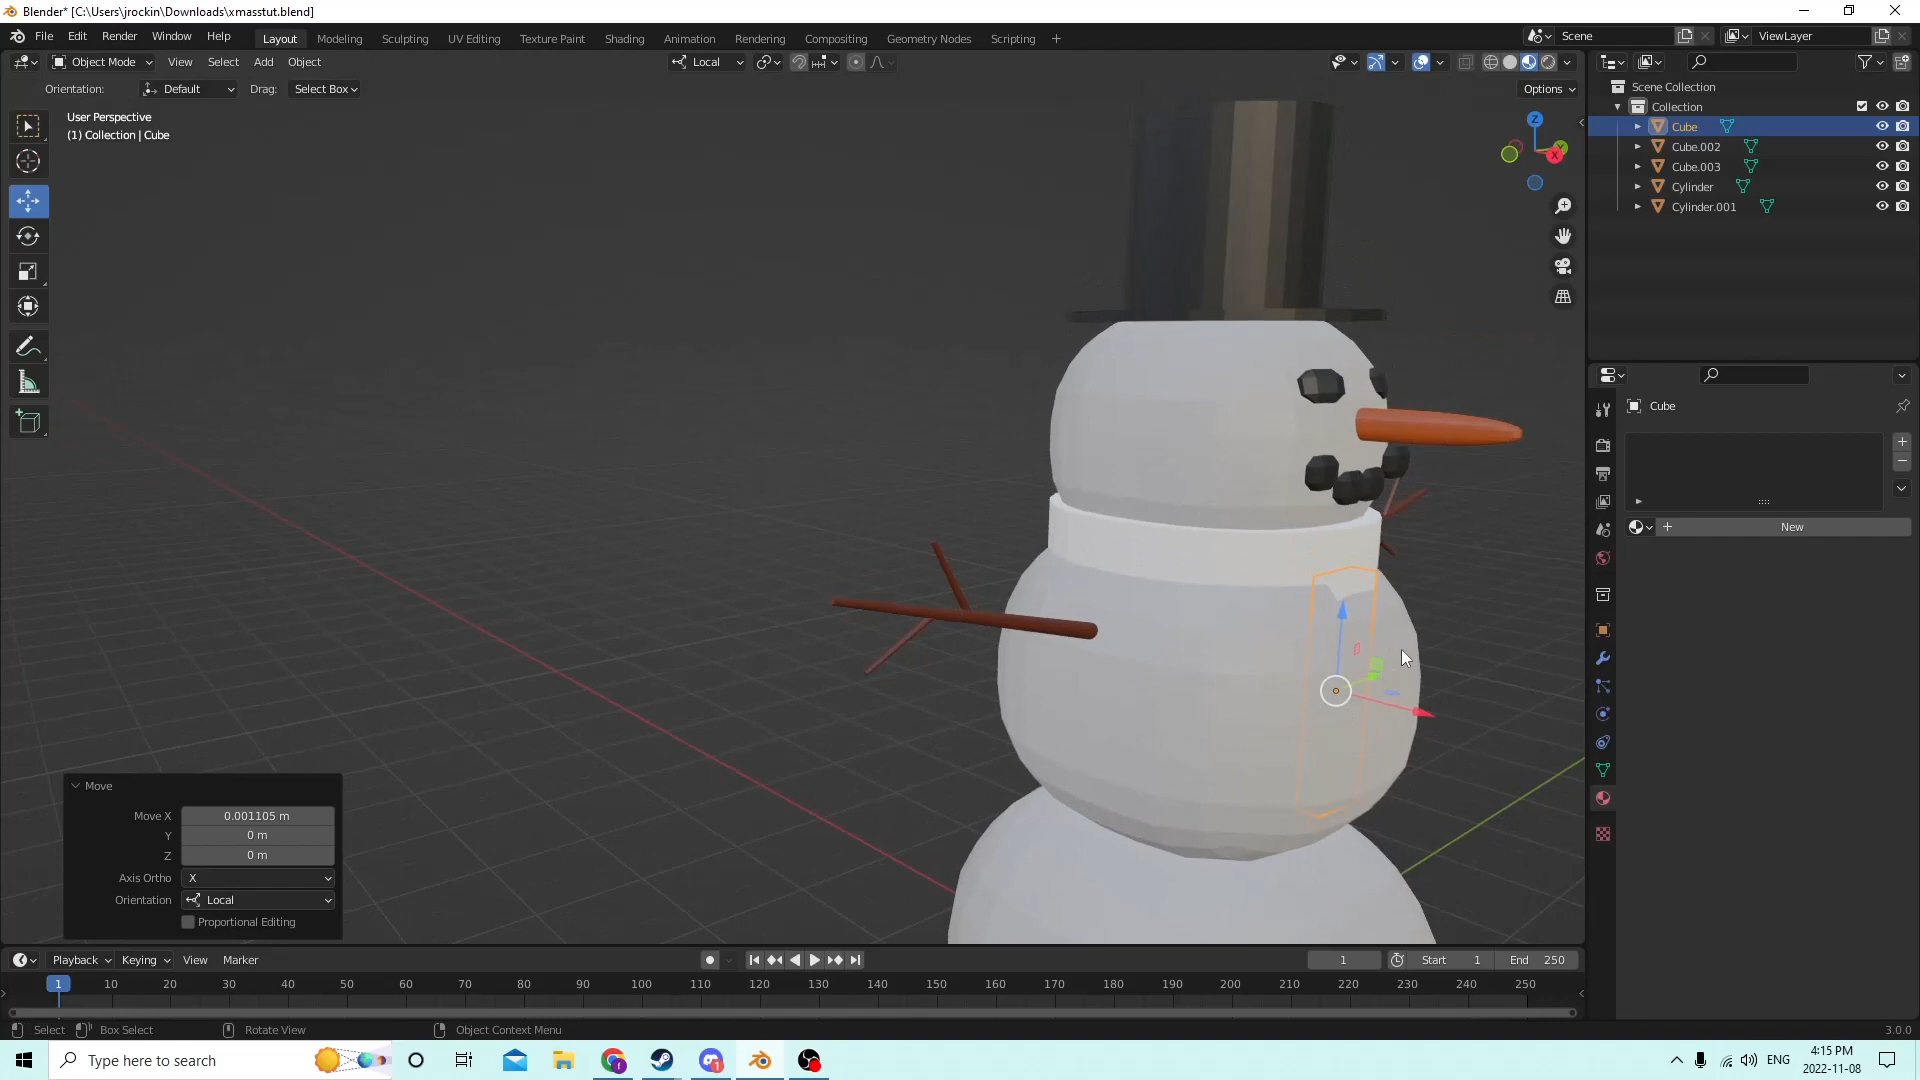 Blender* [C:\Users\jrockin\Downloads\xmasstut.blend]
File Edit Render Window Help Layout Modeling Sculpting UV Editing Texture Paint Shading Animation Rendering Compositing Geometry Nodes Scripting + Scene ViewLayer
Object Mode View Select Add Object Local
Orientation: Default Drag: Select Box Options
User Perspective
(1) Collection | Cube
Z
Y
X
Scene Collection
Collection
Cube
Cube.002
Cube.003
Cylinder
Cylinder.001
Cube
New
Move
Move X 0.001105 m
Y 0 m
Z 0 m
Axis Ortho X
Orientation Local
Proportional Editing
Playback Keying View Marker 1 Start 1 End 250
1 10 20 30 40 50 60 70 80 90 100 110 120 130 140 150 160 170 180 190 200 210 220 230 240 250
Select Box Select Rotate View Object Context Menu 3.0.0
Type here to search
ENG
4:15 PM
2022-11-08